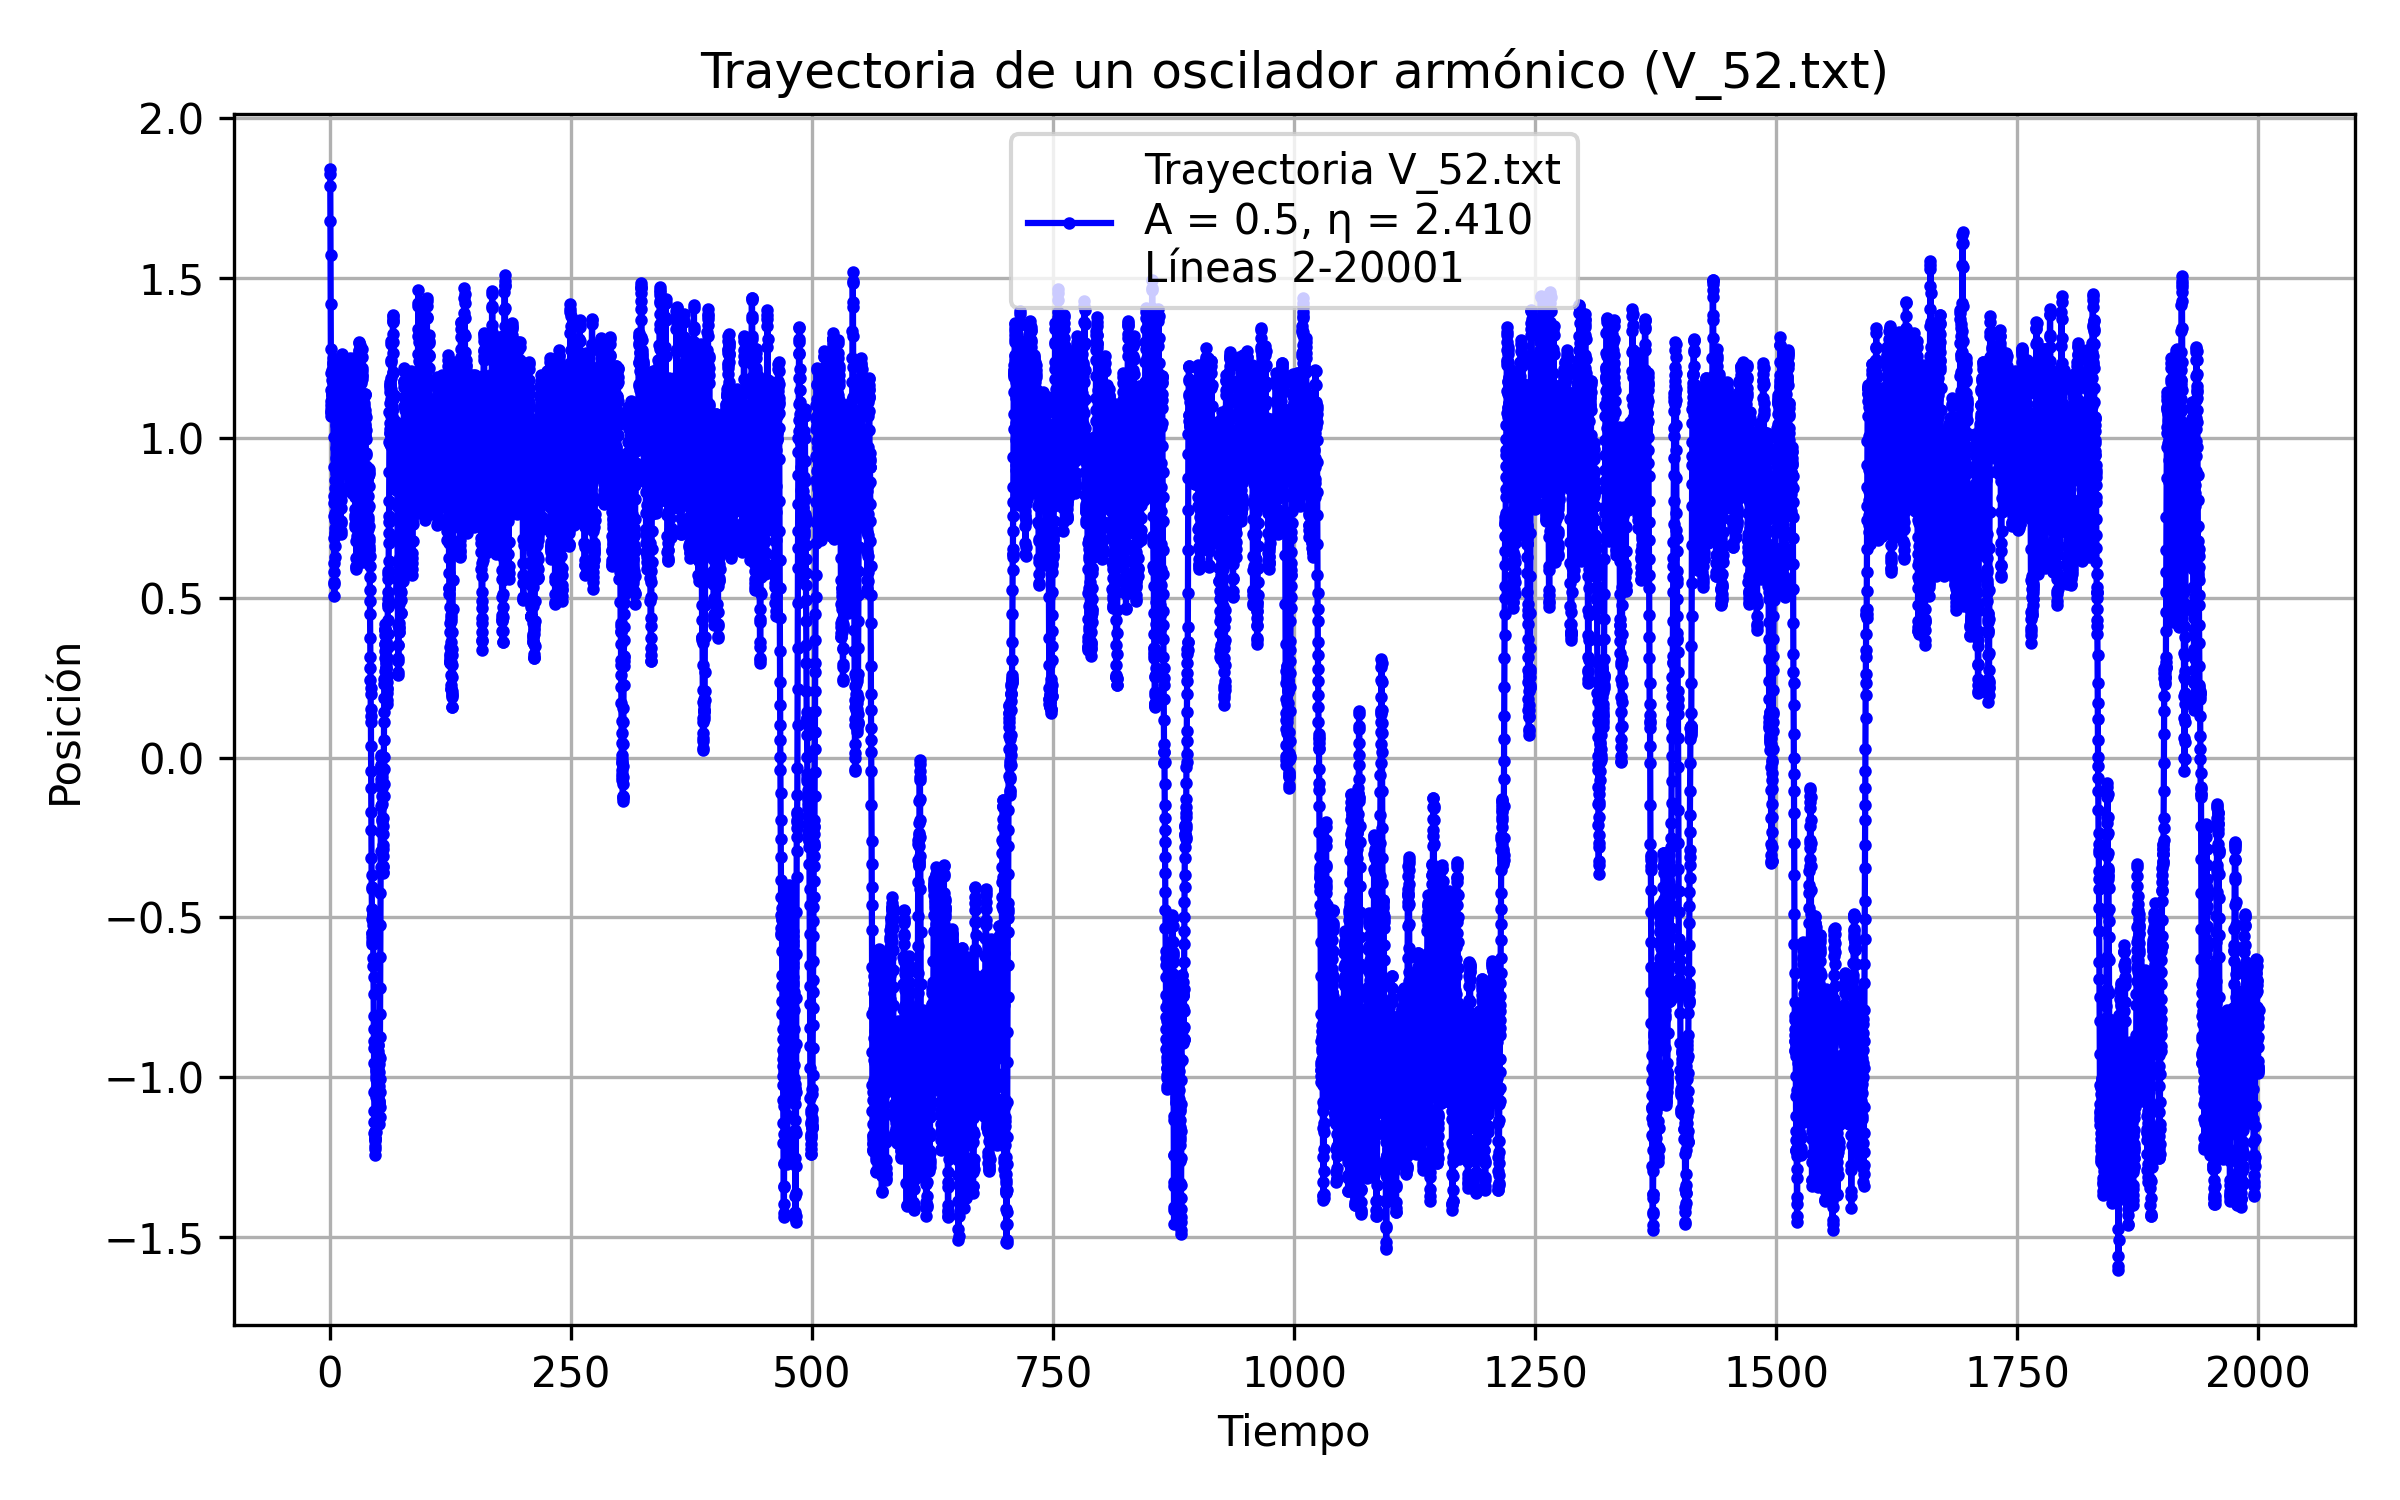 Trayectoria de un oscilador armónico (V_52.txt)
2.0
1.5
1.0
0.5
0.0
−0.5
−1.0
−1.5
Posición
Trayectoria V_52.txt
A = 0.5, η = 2.410
Líneas 2-20001
0 250 500 750 1000 1250 1500 1750 2000
Tiempo